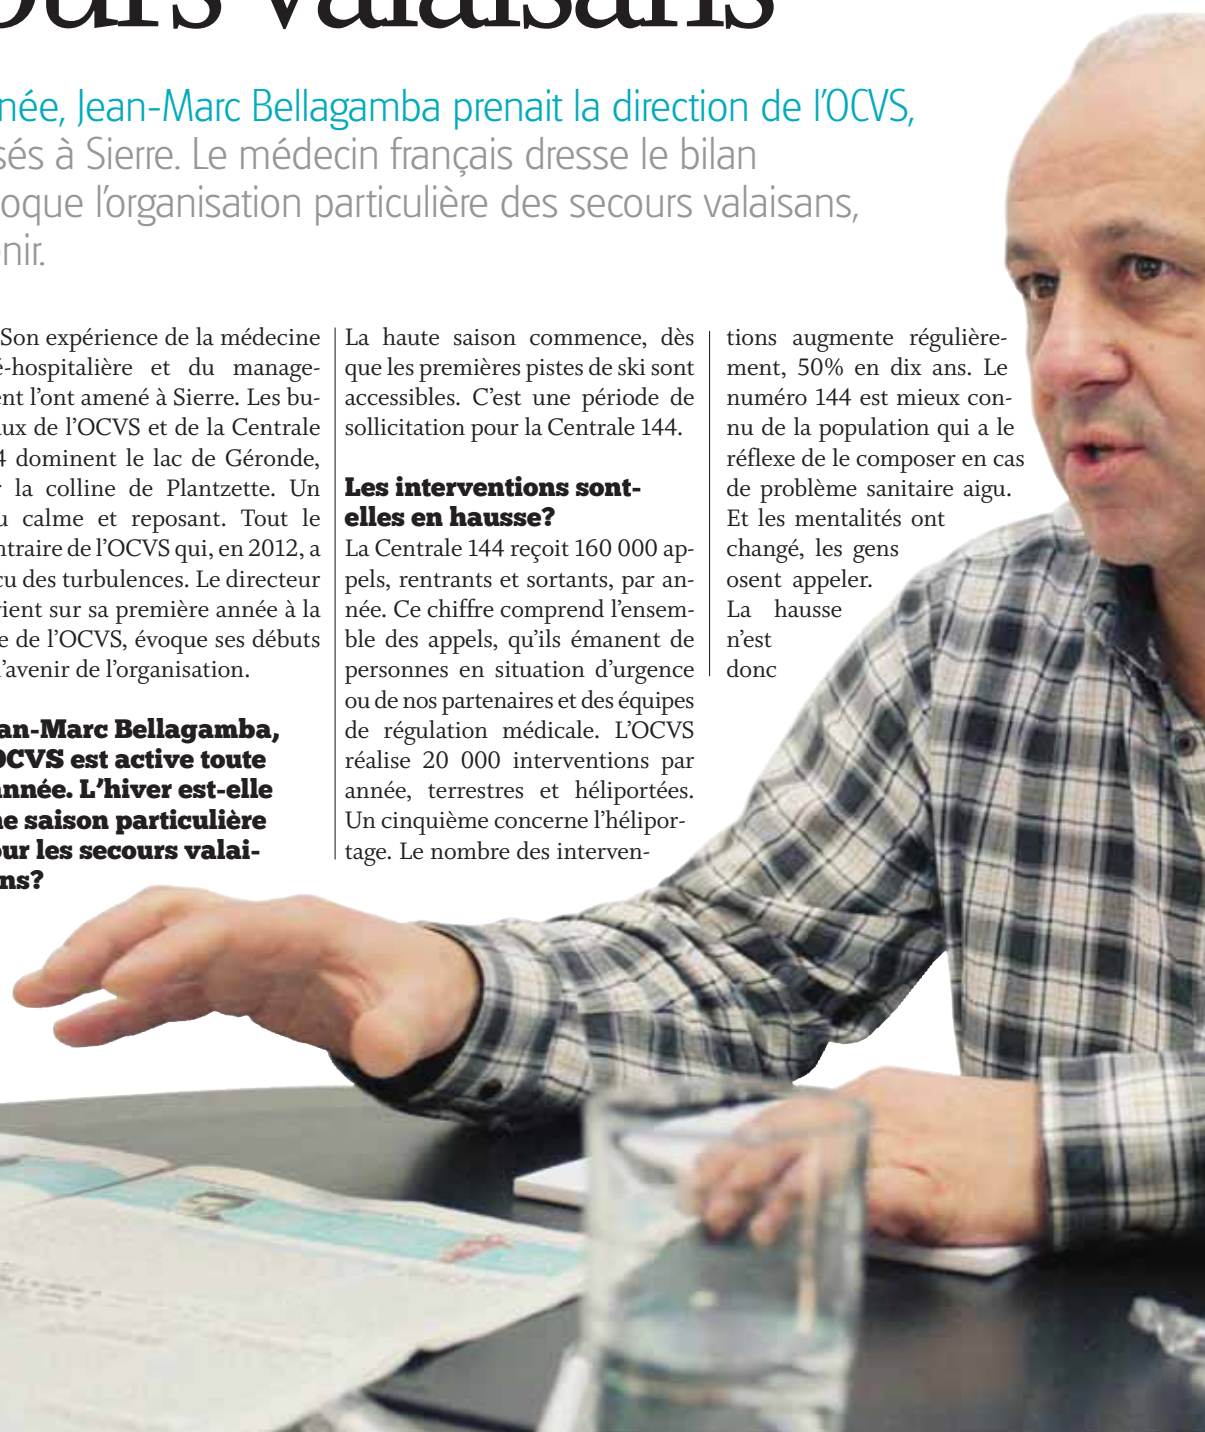 ours valaisans
née, Jean-Marc Bellagamba prenait la direction de l'OCVS,
sés à Sierre. Le médecin français dresse le bilan
oque l'organisation particulière des secours valaisans,
nir.
Son expérience de la médecine
é-hospitalière et du manage-
ent l'ont amené à Sierre. Les bu-
aux de l'OCVS et de la Centrale
4 dominent le lac de Géronde,
r la colline de Plantzette. Un
u calme et reposant. Tout le
ntraire de l'OCVS qui, en 2012, a
cu des turbulences. Le directeur
vient sur sa première année à la
e de l'OCVS, évoque ses débuts
l'avenir de l'organisation.
an-Marc Bellagamba,
OCVS est active toute
année. L'hiver est-elle
ne saison particulière
our les secours valai-
ns?
La haute saison commence, dès
que les premières pistes de ski sont
accessibles. C'est une période de
sollicitation pour la Centrale 144.
Les interventions sont-
elles en hausse?
La Centrale 144 reçoit 160 000 ap-
pels, rentrants et sortants, par an-
née. Ce chiffre comprend l'ensem-
ble des appels, qu'ils émanent de
personnes en situation d'urgence
ou de nos partenaires et des équipes
de régulation médicale. L'OCVS
réalise 20 000 interventions par
année, terrestres et héliportées.
Un cinquième concerne l'hélipor-
tage. Le nombre des interven-
tions augmente régulière-
ment, 50% en dix ans. Le
numéro 144 est mieux con-
nu de la population qui a le
réflexe de le composer en cas
de problème sanitaire aigu.
Et les mentalités ont
changé, les gens
osent appeler.
La hausse
n'est
donc